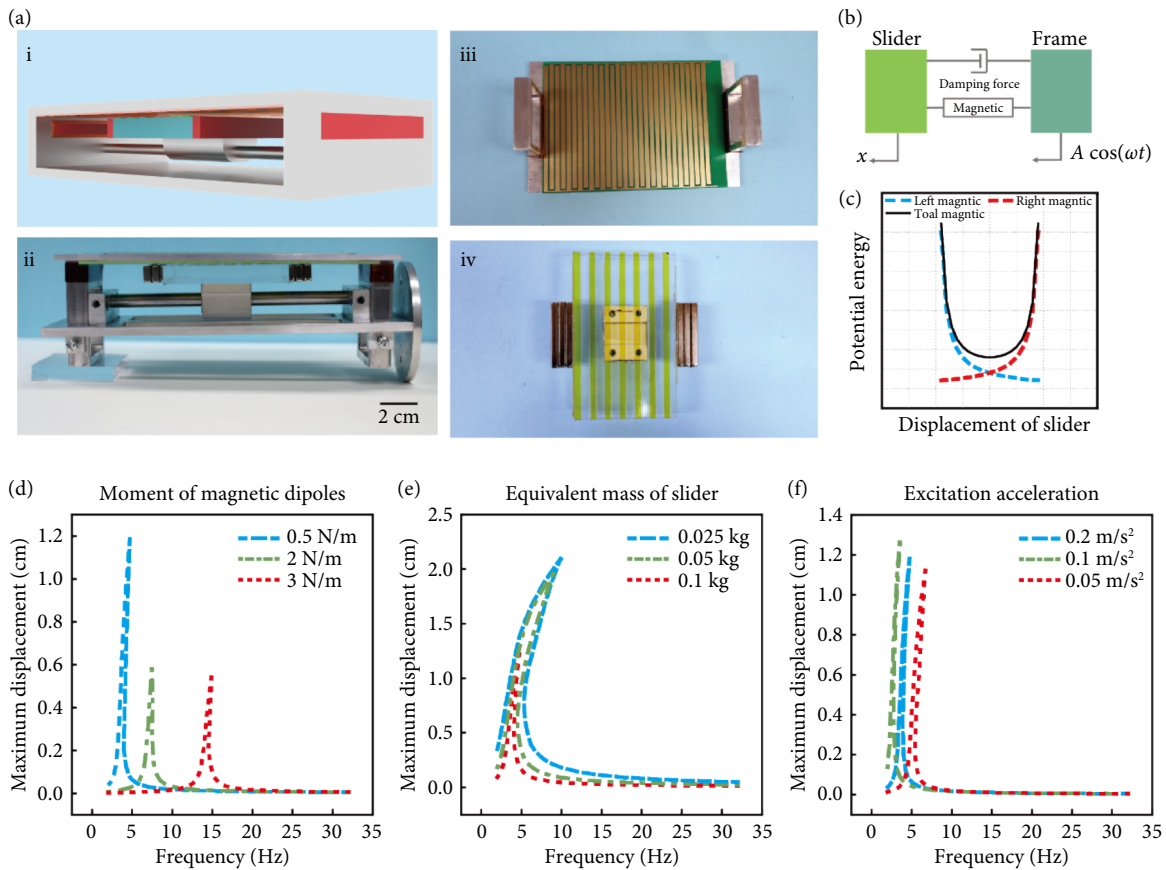 (a)
i
ii
2 cm
iii
iv
(b)
Slider
Frame
Damping force
Magnetic
x
A cos(ωt)
(c)
Left magntic
Right magntic
Toal magntic
Potential energy
Displacement of slider
(d)
Moment of magnetic dipoles
0.5 N/m
2 N/m
3 N/m
Maximum displacement (cm)
1.2
1.0
0.8
0.6
0.4
0.2
0.0
0 5 10 15 20 25 30 35
Frequency (Hz)
(e)
Equivalent mass of slider
0.025 kg
0.05 kg
0.1 kg
Maximum displacement (cm)
2.5
2.0
1.5
1.0
0.5
0.0
0 5 10 15 20 25 30 35
Frequency (Hz)
(f)
Excitation acceleration
0.2 m/s²
0.1 m/s²
0.05 m/s²
Maximum displacement (cm)
1.4
1.2
1.0
0.8
0.6
0.4
0.2
0.0
0 5 10 15 20 25 30 35
Frequency (Hz)